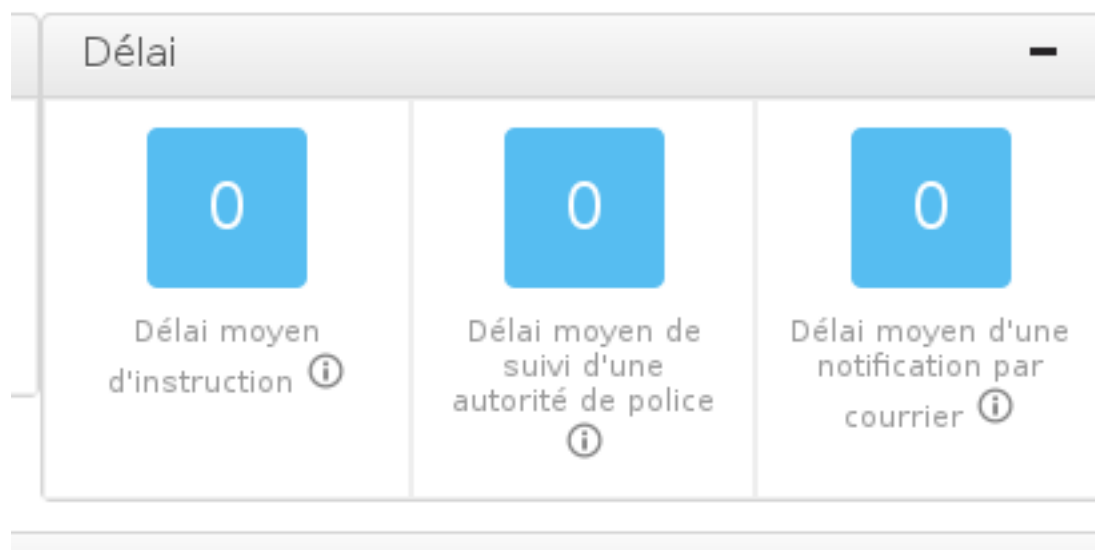 Délai
0
Délai moyen
d'instruction
0
Délai moyen de
suivi d'une
autorité de police
0
Délai moyen d'une
notification par
courrier